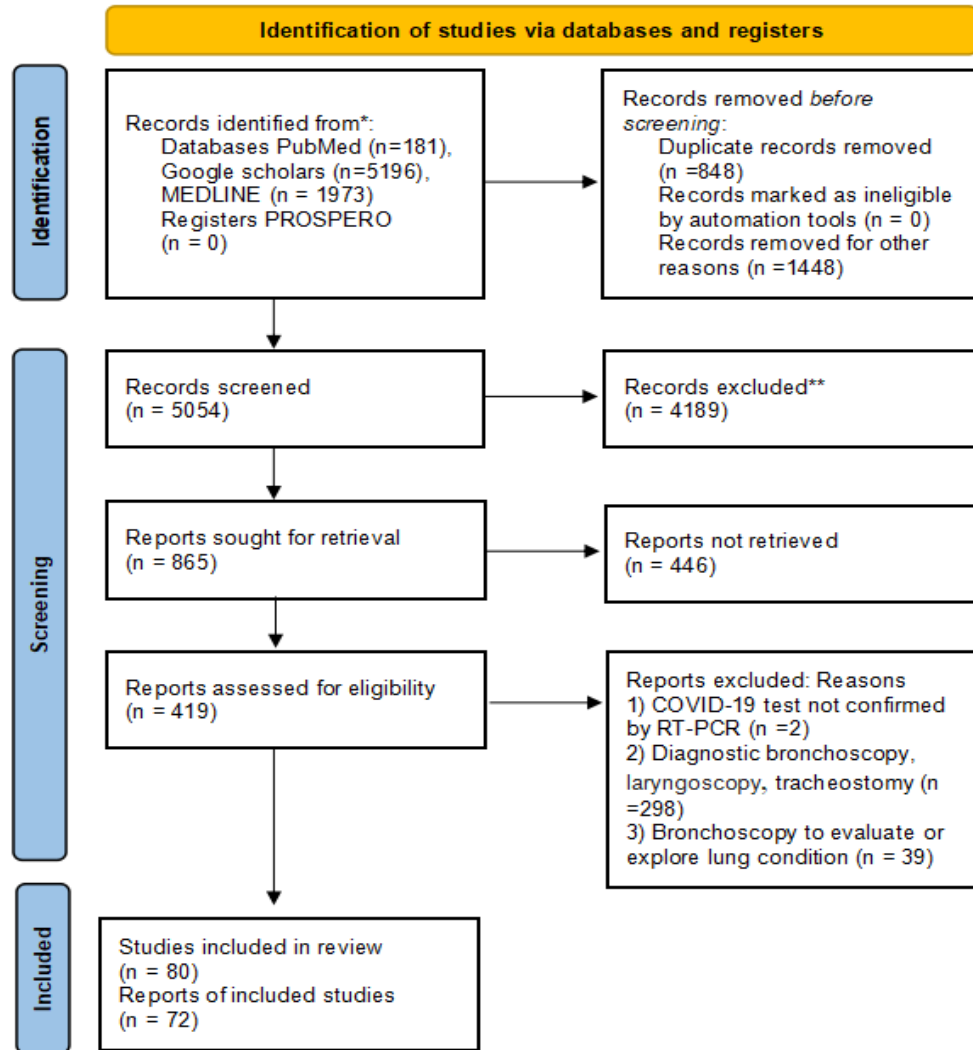 Identification of studies via databases and registers
Identification
Records identified from*:
Databases PubMed (n=181),
Google scholars (n=5196),
MEDLINE (n = 1973)
Registers PROSPERO
(n = 0)
Records removed before
screening:
Duplicate records removed
(n =848)
Records marked as ineligible
by automation tools (n = 0)
Records removed for other
reasons (n =1448)
Screening
Records screened
(n = 5054)
Records excluded**
(n = 4189)
Reports sought for retrieval
(n = 865)
Reports not retrieved
(n = 446)
Reports assessed for eligibility
(n = 419)
Reports excluded: Reasons
1) COVID-19 test not confirmed
by RT-PCR (n =2)
2) Diagnostic bronchoscopy,
laryngoscopy, tracheostomy (n
=298)
3) Bronchoscopy to evaluate or
explore lung condition (n = 39)
Included
Studies included in review
(n = 80)
Reports of included studies
(n = 72)